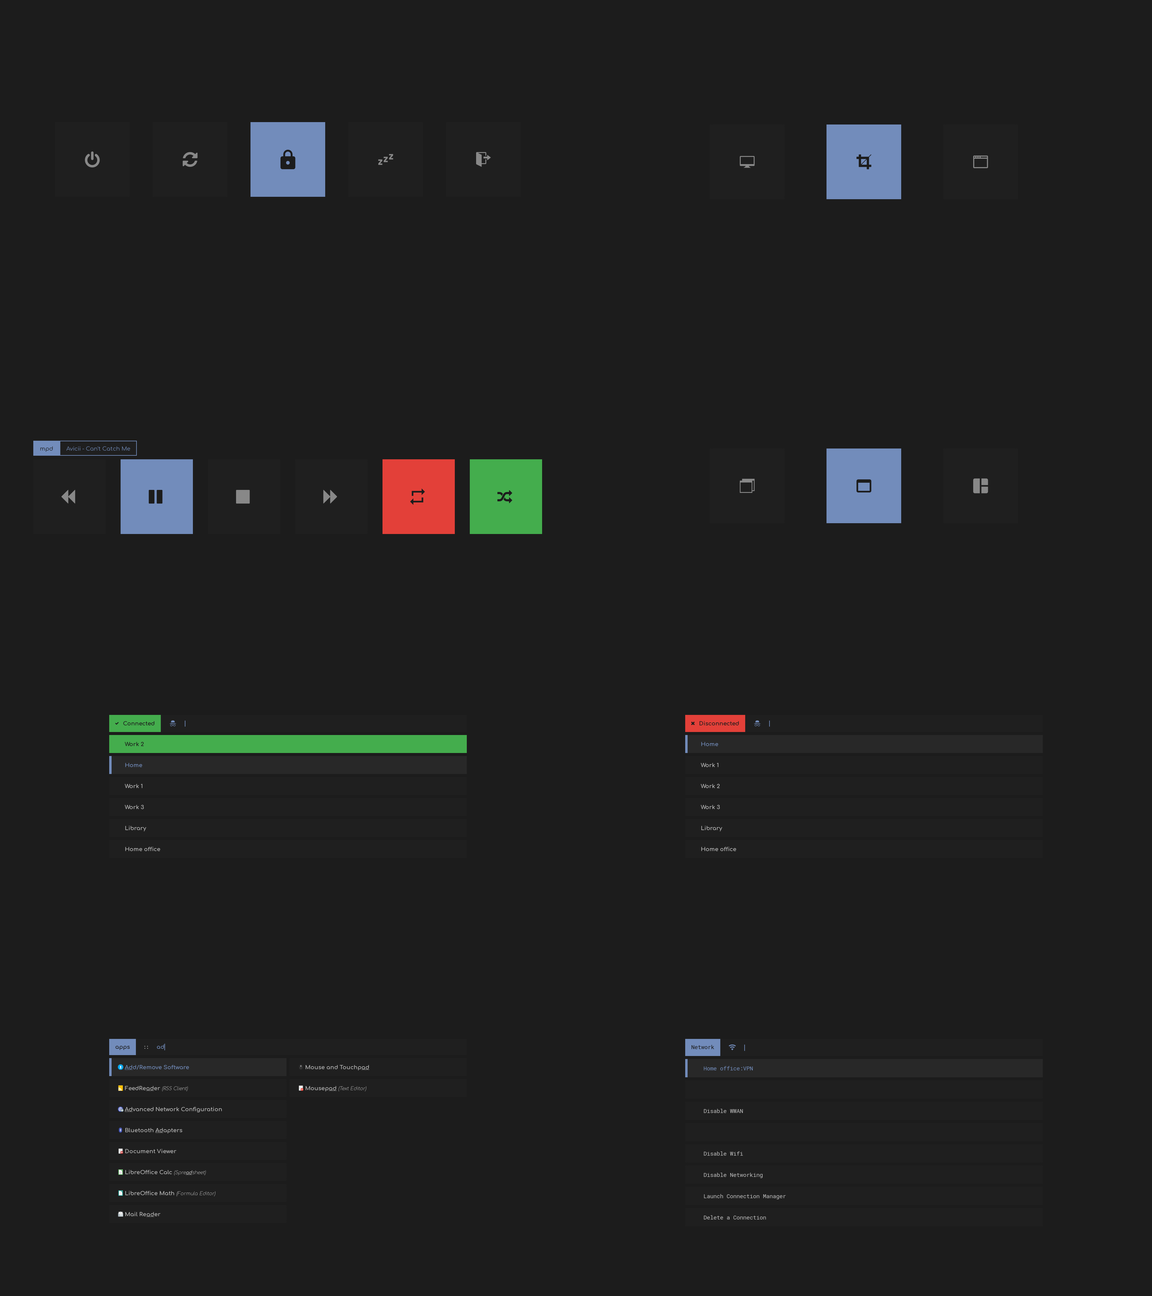 zzz
mpd Avicii - Can't Catch Me
Connected
Work 2
Home
Work 1
Work 3
Library
Home office
Disconnected
Home
Work 1
Work 2
Work 3
Library
Home office
apps :: ad
Add/Remove Software
FeedReader (RSS Client)
Advanced Network Configuration
Bluetooth Adapters
Document Viewer
LibreOffice Calc (Spreadsheet)
LibreOffice Math (Formula Editor)
Mail Reader
Mouse and Touchpad
Mousepad (Text Editor)
Network
Home office:VPN
Disable WWAN
Disable Wifi
Disable Networking
Launch Connection Manager
Delete a Connection